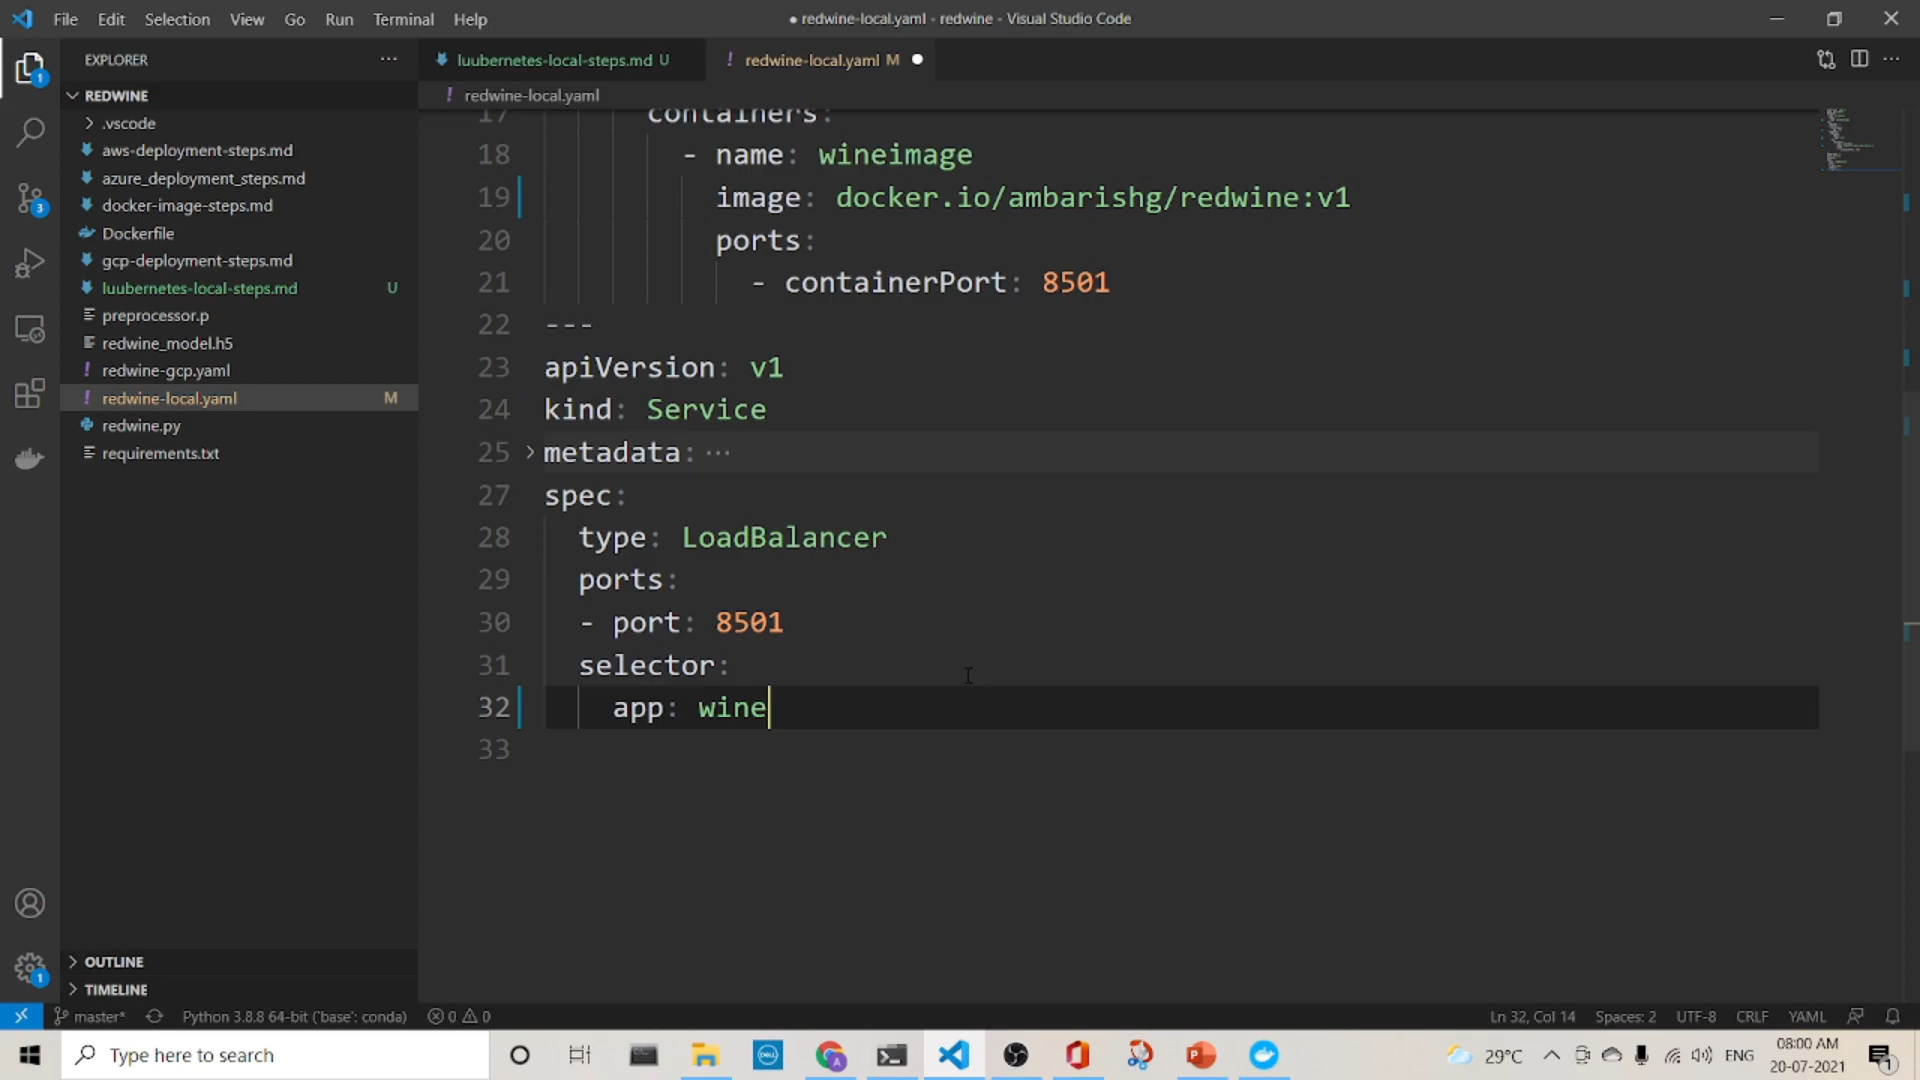 File Edit Selection View Go Run Terminal Help
● redwine-local.yaml - redwine - Visual Studio Code
EXPLORER
REDWINE
.vscode
aws-deployment-steps.md
azure_deployment_steps.md
docker-image-steps.md
Dockerfile
gcp-deployment-steps.md
luubernetes-local-steps.md U
preprocessor.p
redwine_model.h5
redwine-gcp.yaml
redwine-local.yaml M
redwine.py
requirements.txt
OUTLINE
TIMELINE
1
3
1
luubernetes-local-steps.md U
! redwine-local.yaml M
! redwine-local.yaml
17 containers:
18 - name: wineimage
19 image: docker.io/ambarishg/redwine:v1
20 ports:
21 - containerPort: 8501
22 ---
23 apiVersion: v1
24 kind: Service
25 metadata: ···
27 spec:
28 type: LoadBalancer
29 ports:
30 - port: 8501
31 selector:
32 app: wine
33
master* Python 3.8.8 64-bit ('base': conda) 0 0
Ln 32, Col 14 Spaces: 2 UTF-8 CRLF YAML
Type here to search
DELL
A
29°C
ENG
08:00 AM
20-07-2021
1